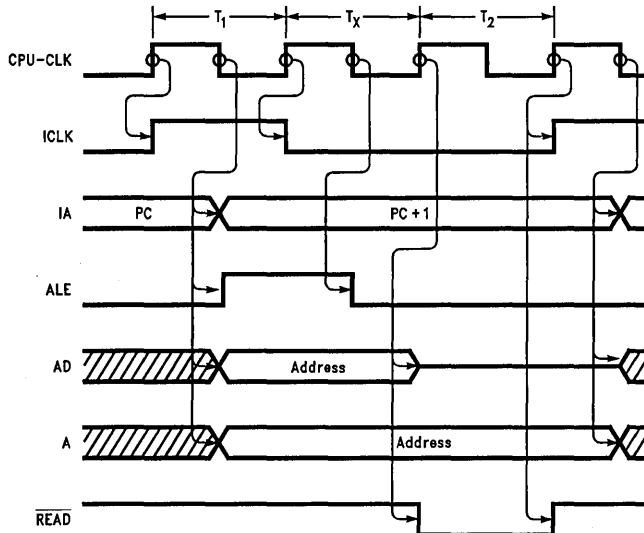 T1 TX T2
CPU-CLK
ICLK
IA PC PC + 1
ALE
AD Address
A Address
READ